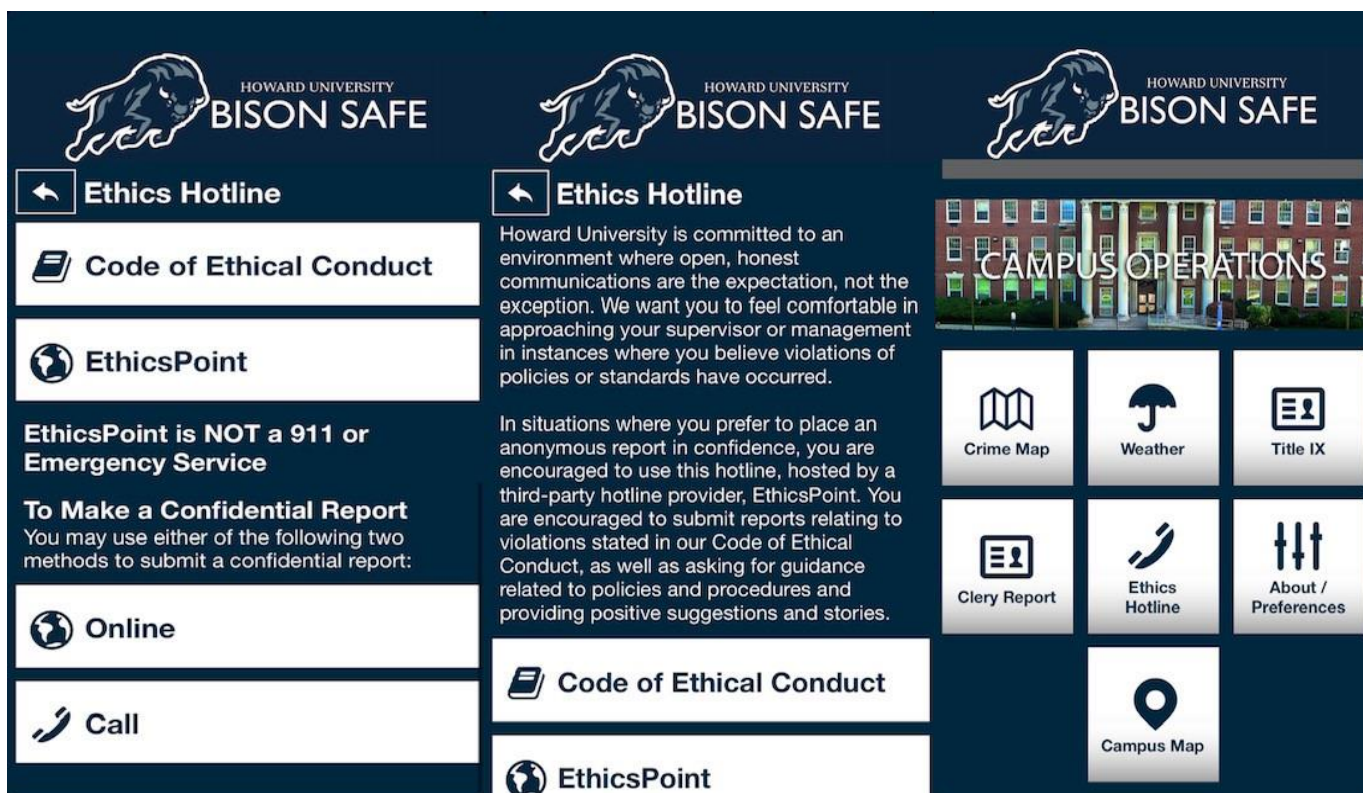 HOWARD UNIVERSITY
BISON SAFE
Ethics Hotline
Code of Ethical Conduct
EthicsPoint
EthicsPoint is NOT a 911 or
Emergency Service
To Make a Confidential Report
You may use either of the following two
methods to submit a confidential report:
Online
Call
HOWARD UNIVERSITY
BISON SAFE
Ethics Hotline
Howard University is committed to an
environment where open, honest
communications are the expectation, not the
exception. We want you to feel comfortable in
approaching your supervisor or management
in instances where you believe violations of
policies or standards have occurred.
In situations where you prefer to place an
anonymous report in confidence, you are
encouraged to use this hotline, hosted by a
third-party hotline provider, EthicsPoint. You
are encouraged to submit reports relating to
violations stated in our Code of Ethical
Conduct, as well as asking for guidance
related to policies and procedures and
providing positive suggestions and stories.
Code of Ethical Conduct
EthicsPoint
HOWARD UNIVERSITY
BISON SAFE
CAMPUS OPERATIONS
Crime Map
Weather
Title IX
Clery Report
Ethics
Hotline
About /
Preferences
Campus Map